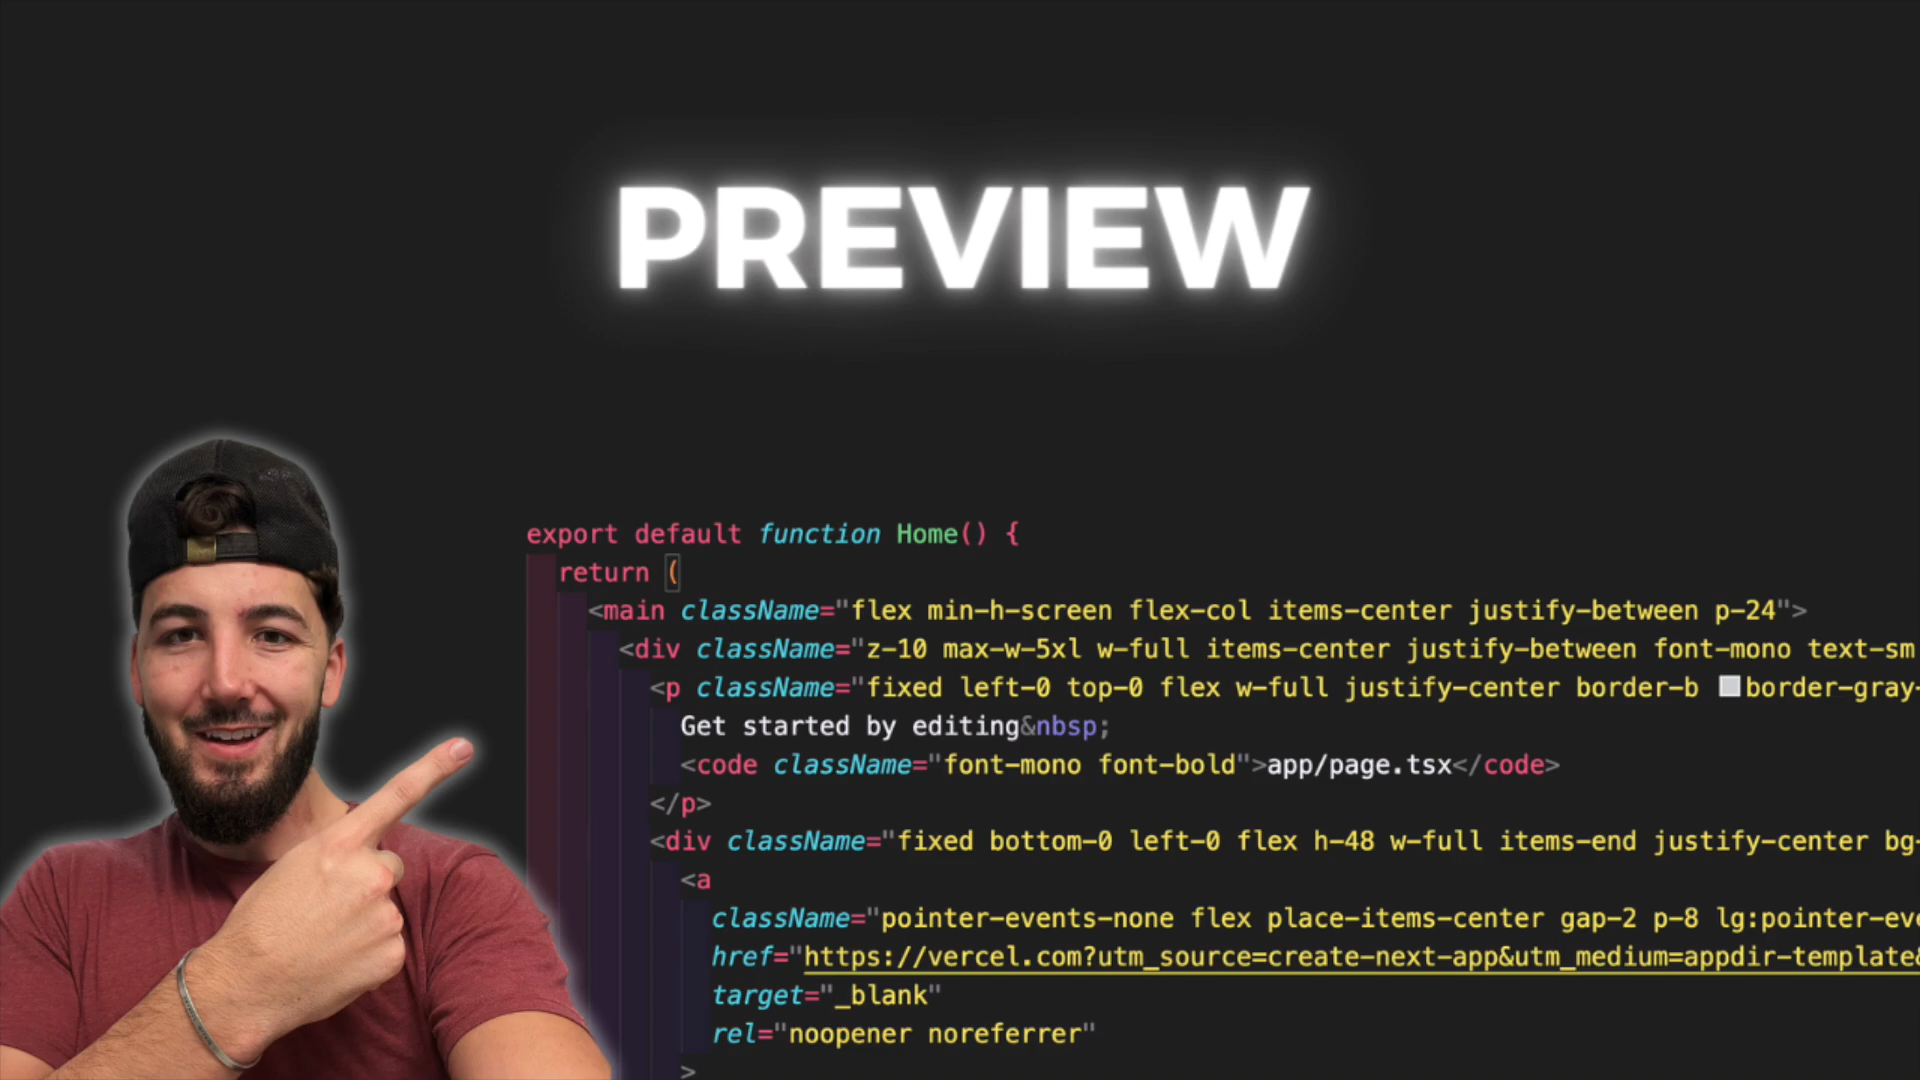 PREVIEW
export default function Home() {
return (
<main className="flex min-h-screen flex-col items-center justify-between p-24">
<div className="z-10 max-w-5xl w-full items-center justify-between font-mono text-sm
<p className="fixed left-0 top-0 flex w-full justify-center border-b border-gray-
Get started by editing&nbsp;
<code className="font-mono font-bold">app/page.tsx</code>
</p>
<div className="fixed bottom-0 left-0 flex h-48 w-full items-end justify-center bg-
<a
className="pointer-events-none flex place-items-center gap-2 p-8 lg:pointer-eve
href="https://vercel.com?utm_source=create-next-app&utm_medium=appdir-template&
target="_blank"
rel="noopener noreferrer"
>